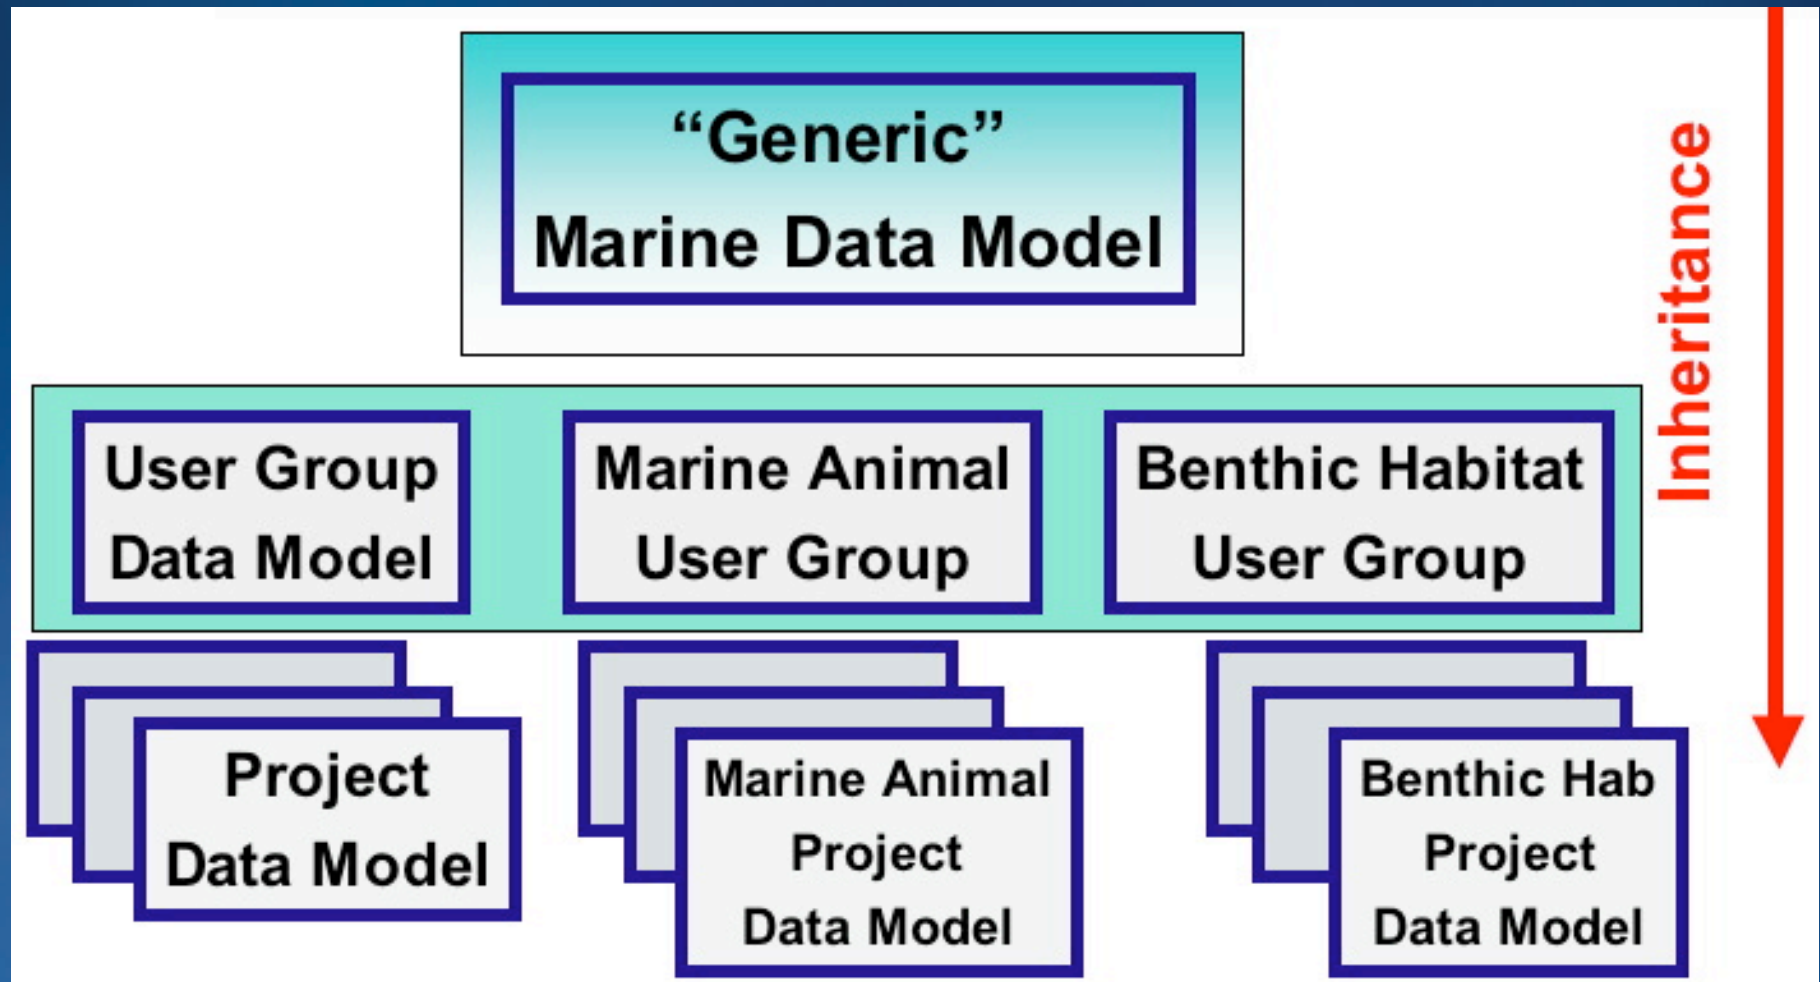 “Generic”
Marine Data Model
Inheritance
User Group
Data Model
Marine Animal
User Group
Benthic Habitat
User Group
Project
Data Model
Marine Animal
Project
Data Model
Benthic Hab
Project
Data Model